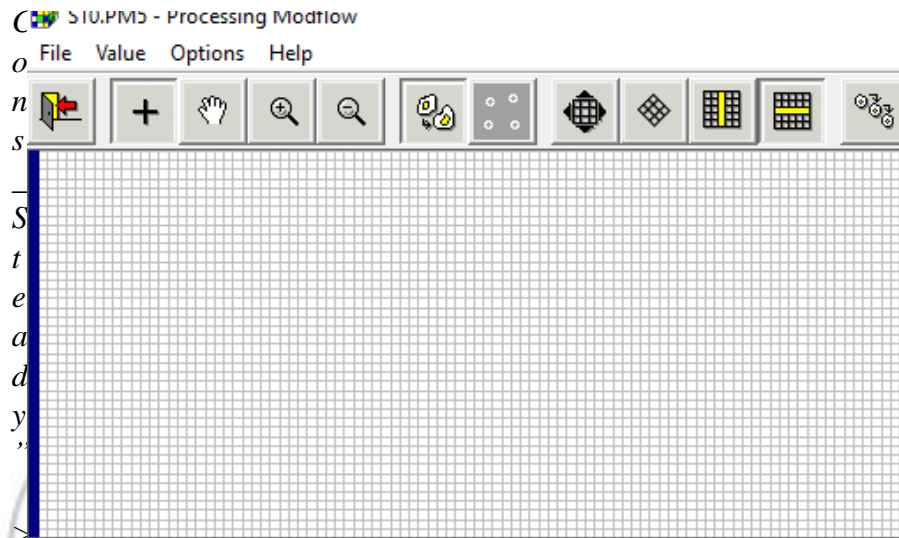 S10.PM5 - Processing Modflow
File Value Options Help
C
o
n
s
_
S
t
e
a
d
y
”
>